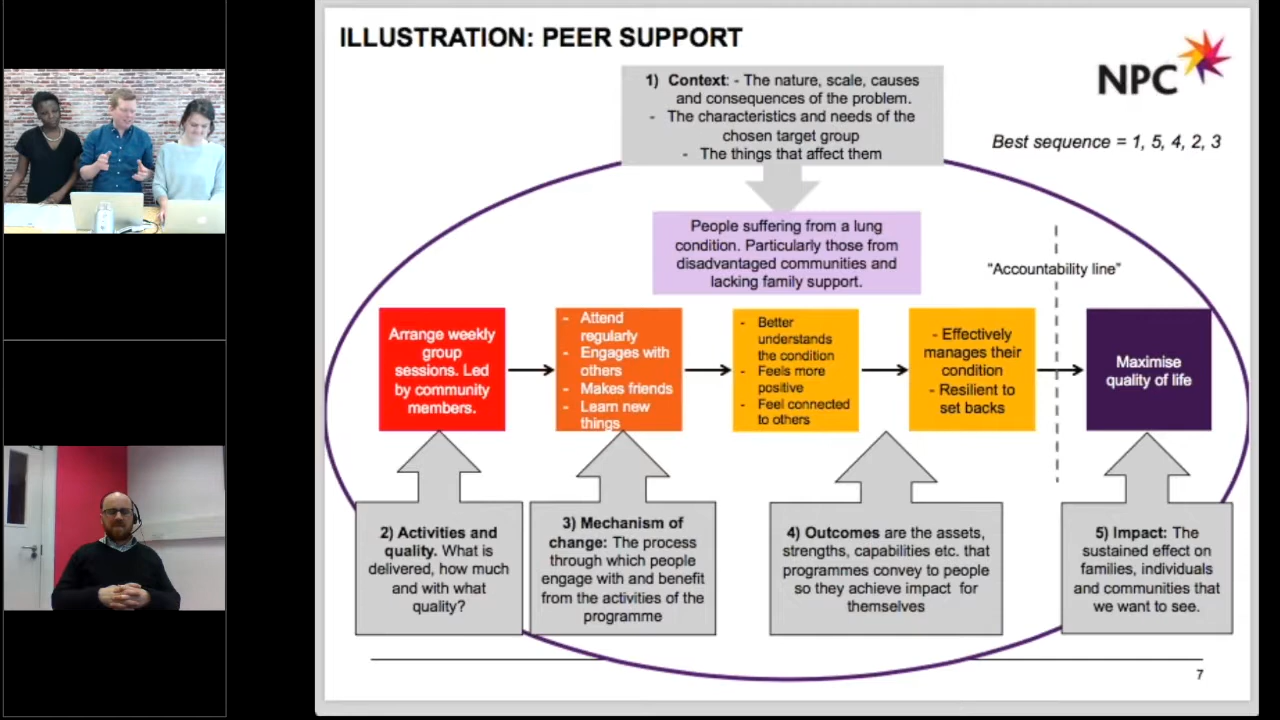 ILLUSTRATION: PEER SUPPORT
NPC
1) Context: - The nature, scale, causes
and consequences of the problem.
- The characteristics and needs of the
chosen target group
- The things that affect them
Best sequence = 1, 5, 4, 2, 3
People suffering from a lung
condition. Particularly those from
disadvantaged communities and
lacking family support.
"Accountability line"
Arrange weekly
group
sessions. Led
by community
members.
- Attend
regularly
- Engages with
others
- Makes friends
- Learn new
things
- Better
understands
the condition
- Feels more
positive
- Feel connected
to others
- Effectively
manages their
condition
- Resilient to
set backs
Maximise
quality of life
2) Activities and
quality. What is
delivered, how much
and with what
quality?
3) Mechanism of
change: The process
through which people
engage with and benefit
from the activities of the
programme
4) Outcomes are the assets,
strengths, capabilities etc. that
programmes convey to people
so they achieve impact for
themselves
5) Impact: The
sustained effect on
families, individuals
and communities that
we want to see.
7